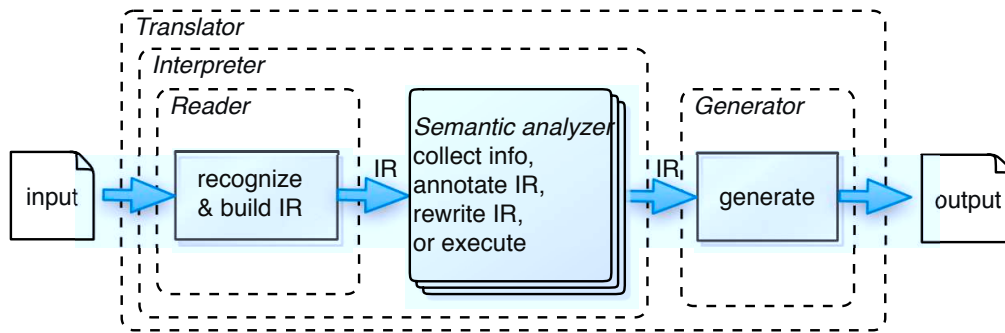 Translator
Interpreter
Reader
Generator
Semantic analyzer
collect info,
annotate IR,
rewrite IR,
or execute
input
recognize
& build IR
IR
IR
generate
output